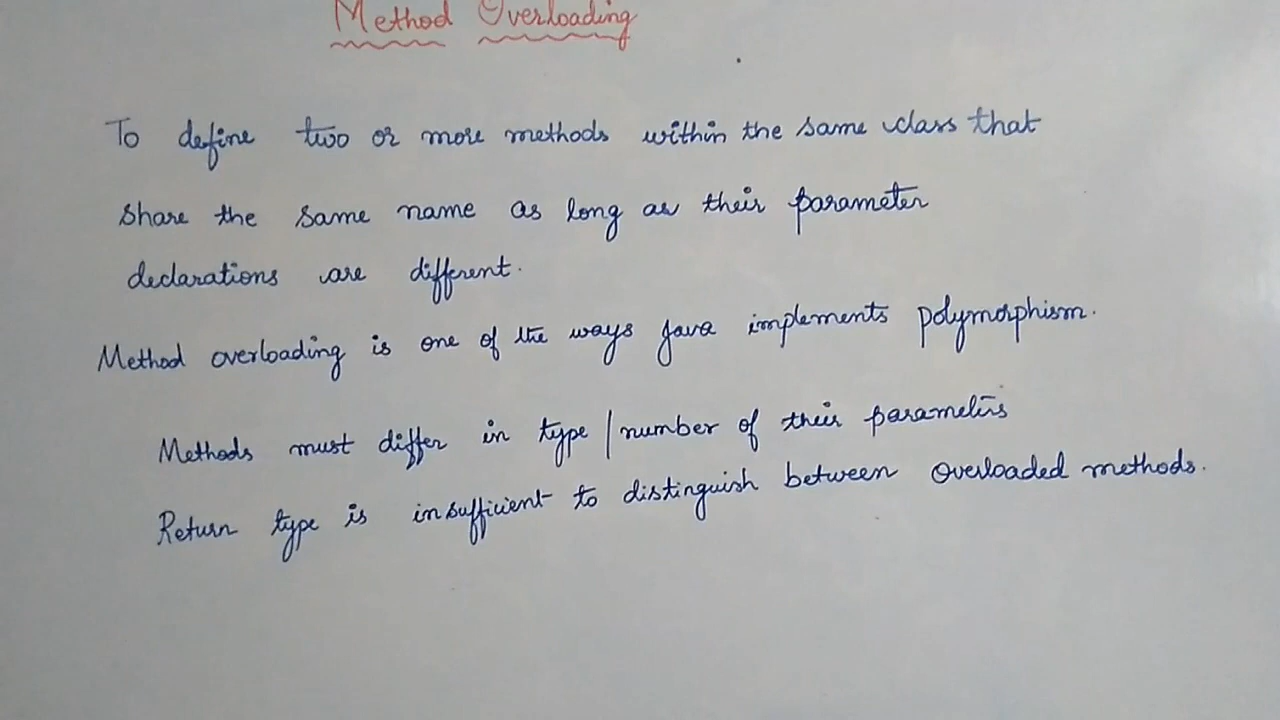 Method Overloading
To define two or more methods within the same class that
share the same name as long as their parameter
declarations are different.
Method overloading is one of the ways Java implements polymorphism.
Methods must differ in type | number of their parameters
Return type is insufficient to distinguish between overloaded methods.